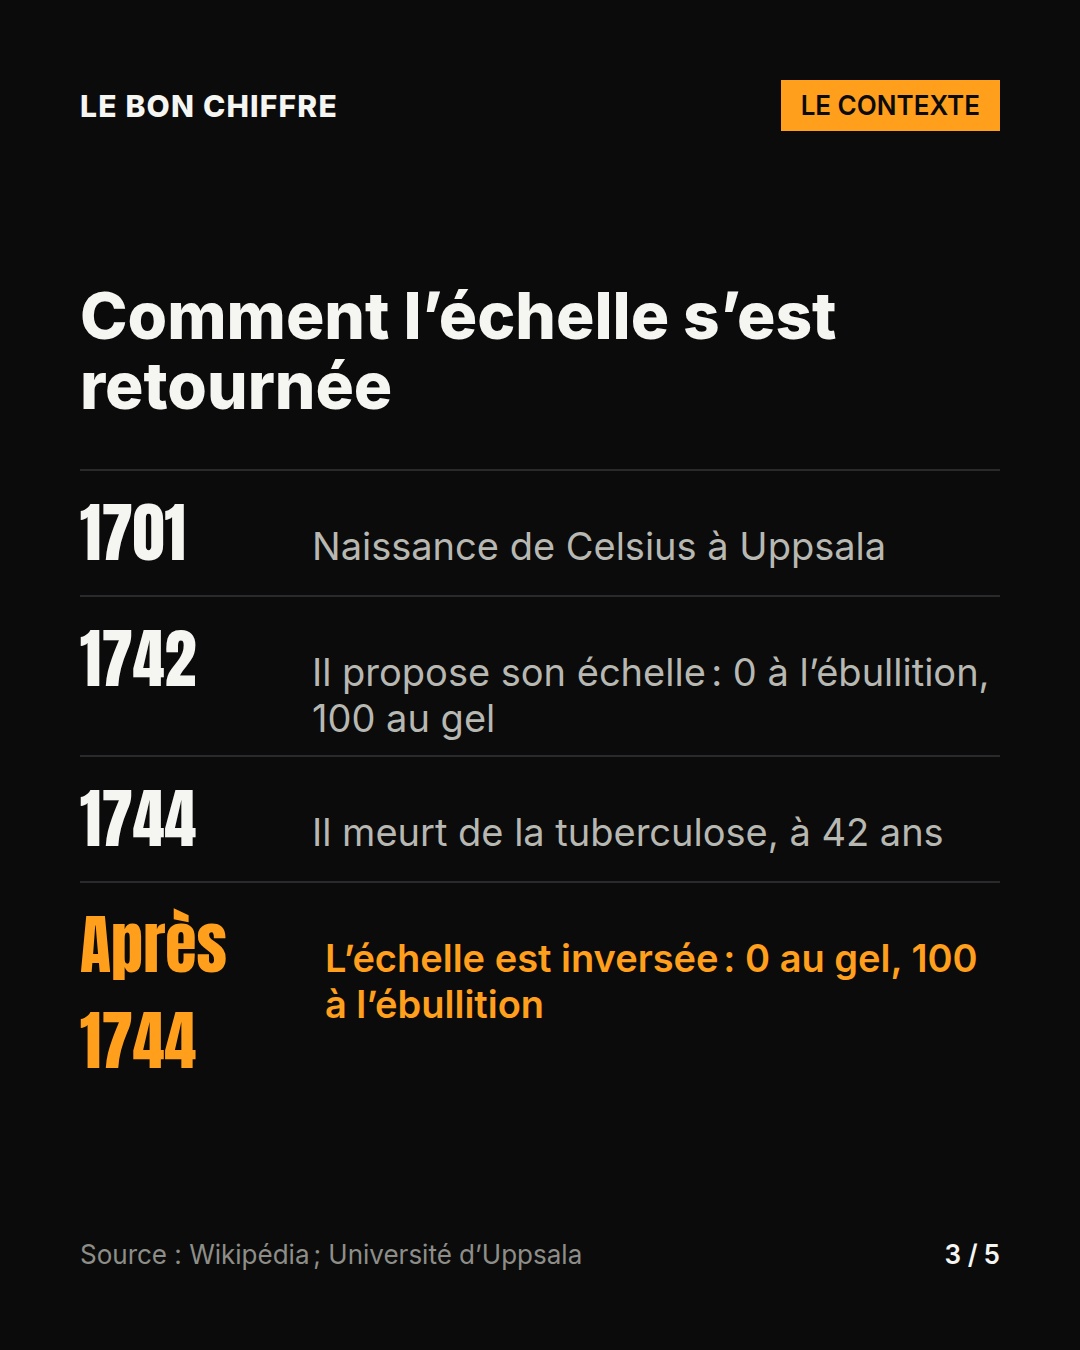 LE BON CHIFFRE
LE CONTEXTE
Comment l’échelle s’est
retournée
1701
Naissance de Celsius à Uppsala
1742
Il propose son échelle : 0 à l’ébullition,
100 au gel
1744
Il meurt de la tuberculose, à 42 ans
Après
1744
L’échelle est inversée : 0 au gel, 100
à l’ébullition
Source : Wikipédia ; Université d’Uppsala
3 / 5